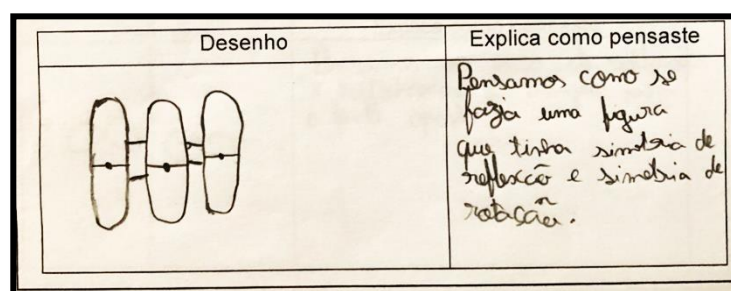 Desenho
Explica como pensaste
Pensamos como se
fazia uma figura
que tinha simetria de
reflexão e simetria de
rotação.